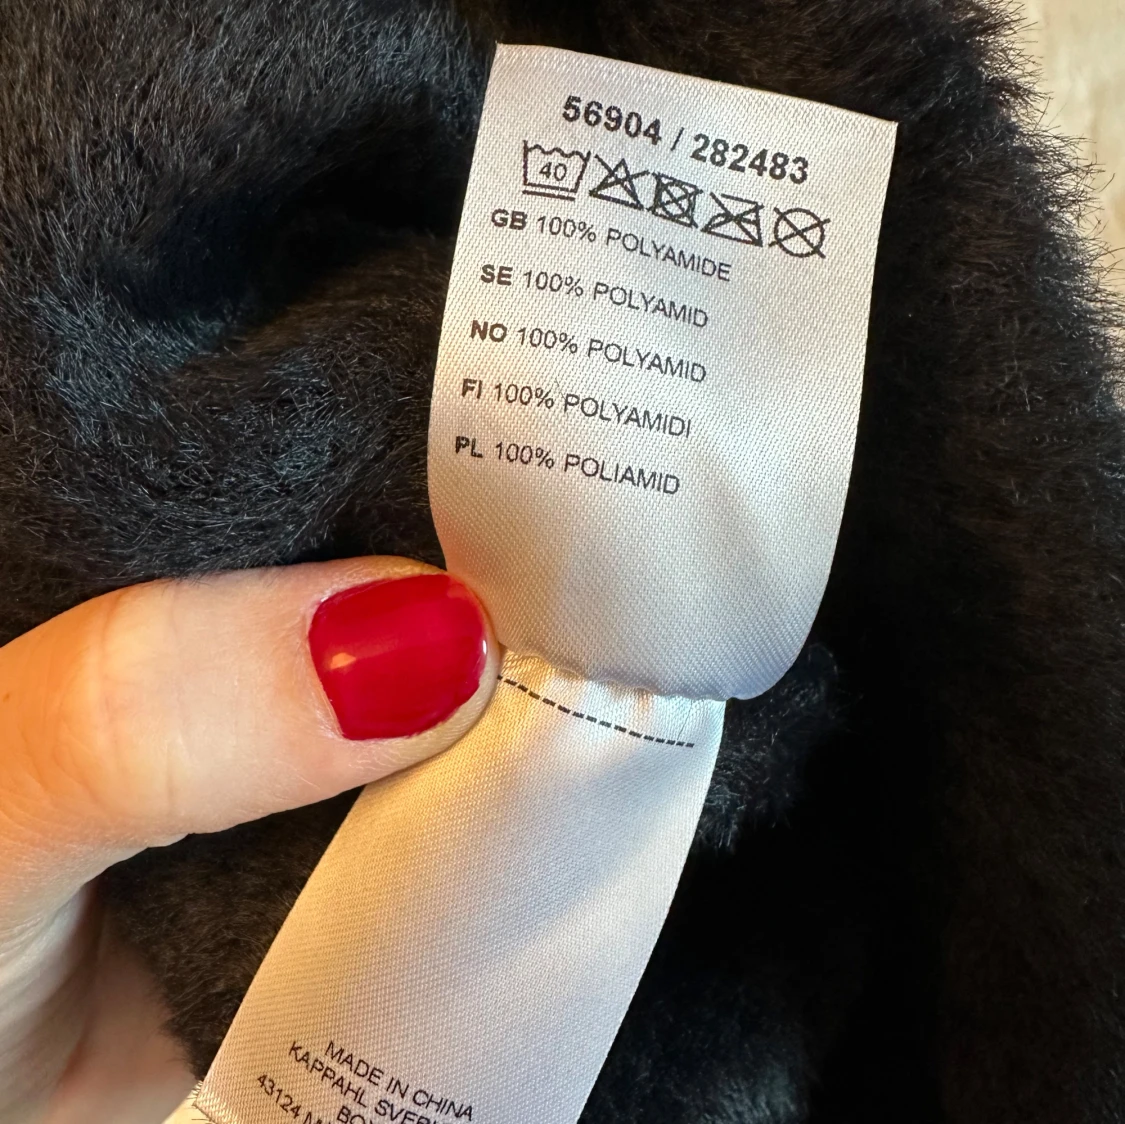 56904 / 282483
40
GB 100% POLYAMIDE
SE 100% POLYAMID
NO 100% POLYAMID
FI 100% POLYAMIDI
PL 100% POLIAMID
MADE IN CHINA
KAPPAHL
43124